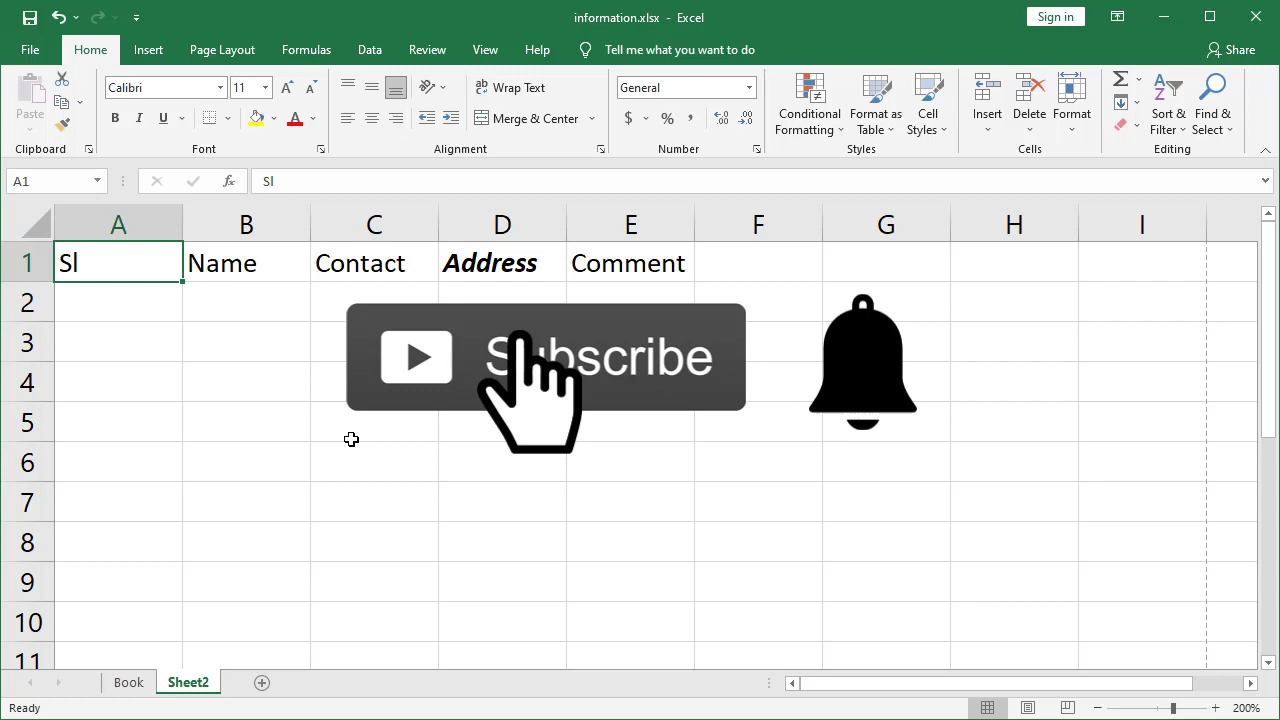 information.xlsx - Excel
Sign in
File Home Insert Page Layout Formulas Data Review View Help Tell me what you want to do Share
Paste
Calibri 11
B I U A
Wrap Text
Merge & Center
General
$ % ,
Conditional Formatting
Format as Table
Cell Styles
Insert Delete Format
Sort & Filter
Find & Select
Clipboard Font Alignment Number Styles Cells Editing
A1 fx Sl
A B C D E F G H I
1 Sl Name Contact Address Comment
2
3
Subscribe
4
5
6
7
8
9
10
11
Book Sheet2
Ready 200%